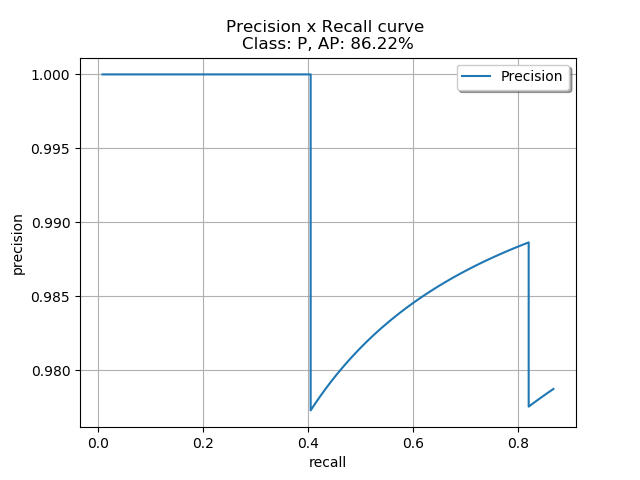 Precision x Recall curve
Class: P, AP: 86.22%
Precision
1.000
0.995
0.990
0.985
0.980
precision
0.0 0.2 0.4 0.6 0.8
recall